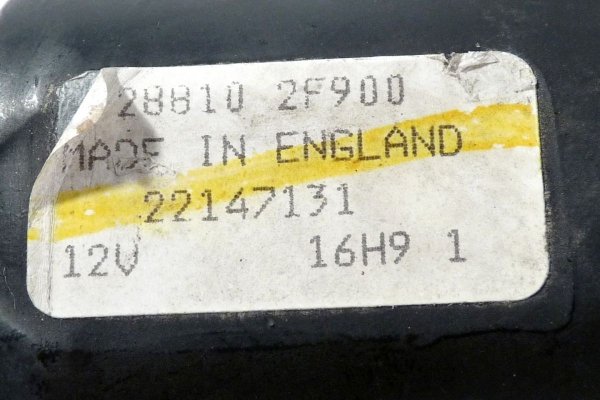 28810 2F900
MADE IN ENGLAND
22147131
12V 16H9 1